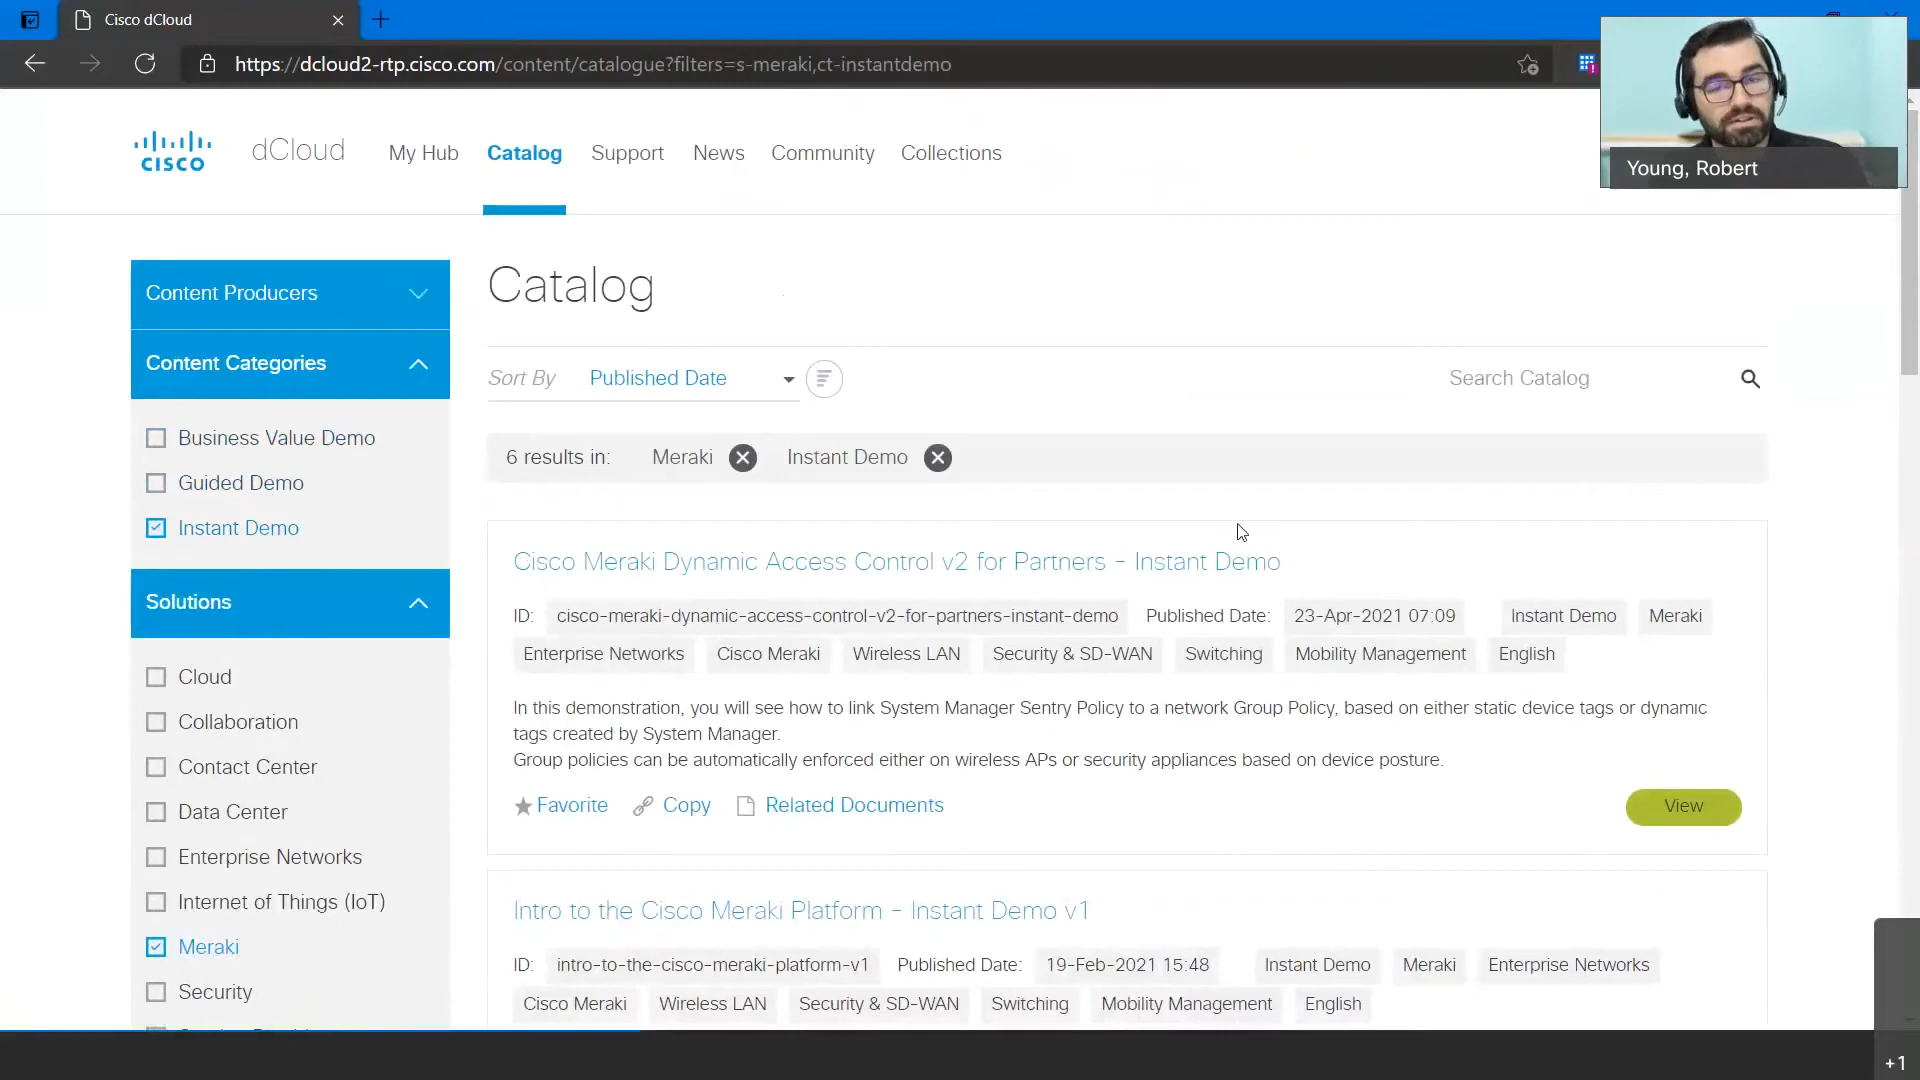 Cisco dCloud
https://dcloud2-rtp.cisco.com/content/catalogue?filters=s-meraki,ct-instantdemo
CISCO dCloud My Hub Catalog Support News Community Collections
Young, Robert
Content Producers
Content Categories
Business Value Demo
Guided Demo
Instant Demo
Solutions
Cloud
Collaboration
Contact Center
Data Center
Enterprise Networks
Internet of Things (IoT)
Meraki
Security
Catalog
Sort By Published Date Search Catalog
6 results in: Meraki Instant Demo
Cisco Meraki Dynamic Access Control v2 for Partners - Instant Demo
ID: cisco-meraki-dynamic-access-control-v2-for-partners-instant-demo Published Date: 23-Apr-2021 07:09 Instant Demo Meraki
Enterprise Networks Cisco Meraki Wireless LAN Security & SD-WAN Switching Mobility Management English
In this demonstration, you will see how to link System Manager Sentry Policy to a network Group Policy, based on either static device tags or dynamic
tags created by System Manager.
Group policies can be automatically enforced either on wireless APs or security appliances based on device posture.
Favorite Copy Related Documents View
Intro to the Cisco Meraki Platform - Instant Demo v1
ID: intro-to-the-cisco-meraki-platform-v1 Published Date: 19-Feb-2021 15:48 Instant Demo Meraki Enterprise Networks
Cisco Meraki Wireless LAN Security & SD-WAN Switching Mobility Management English
+1